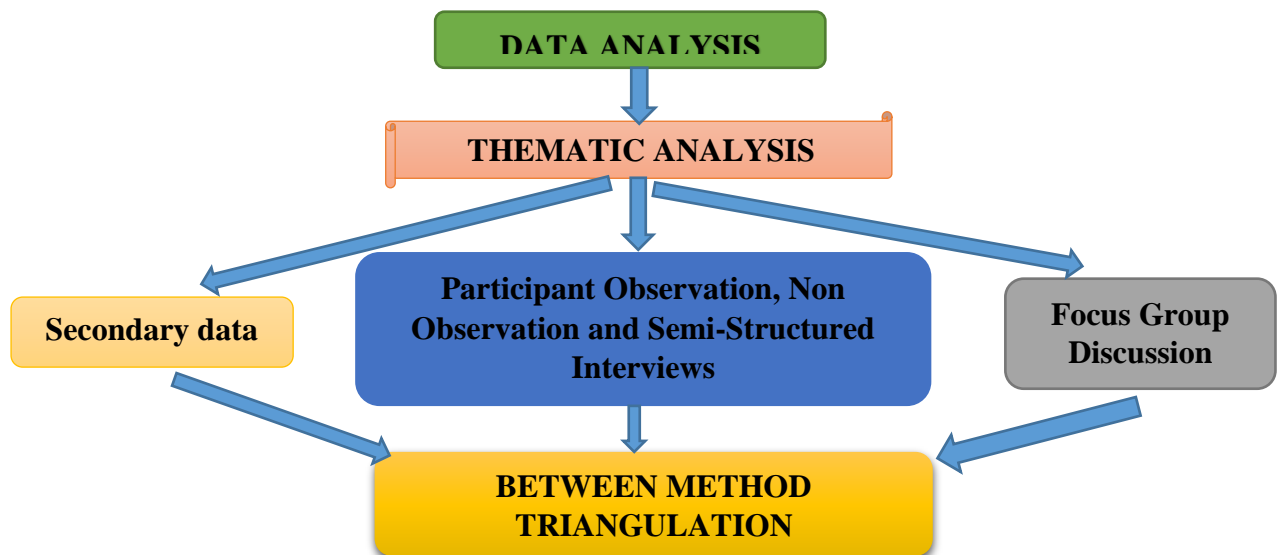 DATA ANALYSIS
THEMATIC ANALYSIS
Secondary data
Participant Observation, Non
Observation and Semi-Structured
Interviews
Focus Group
Discussion
BETWEEN METHOD
TRIANGULATION